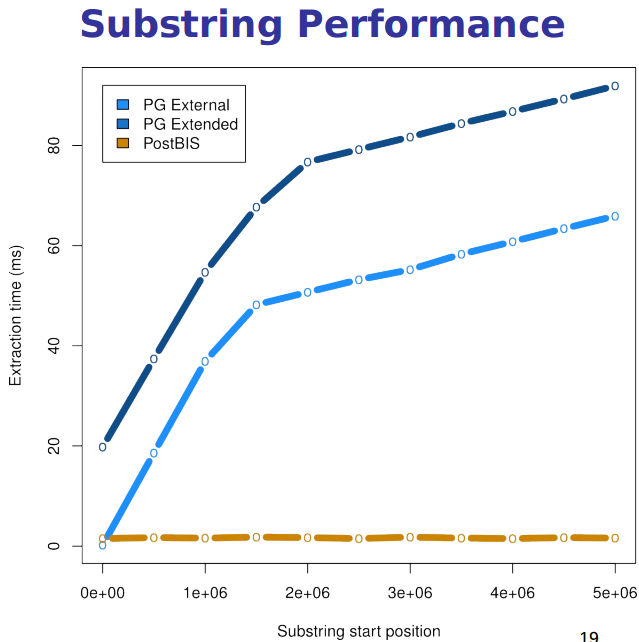 Substring Performance
PG External
PG Extended
PostBIS
80
60
40
20
0
Extraction time (ms)
0e+00 1e+06 2e+06 3e+06 4e+06 5e+06
Substring start position
19